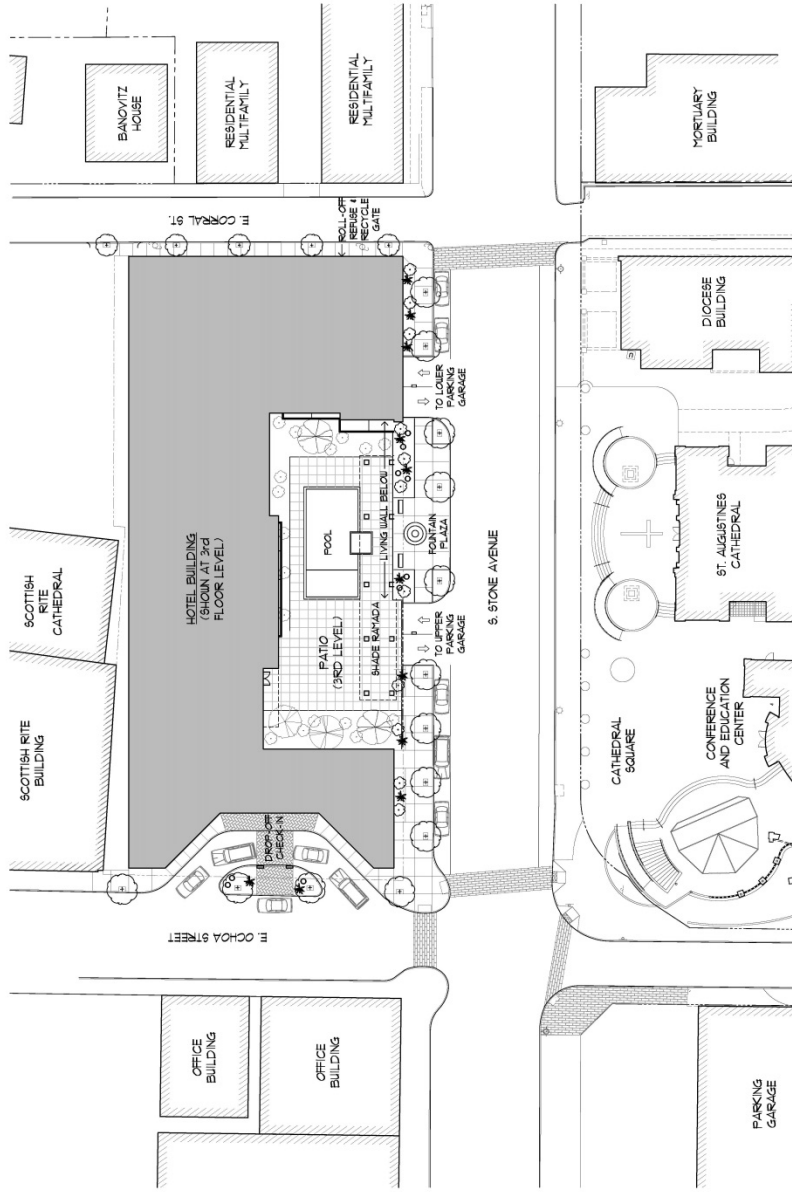 BANOVITZ
HOUSE
RESIDENTIAL
MULTIFAMILY
RESIDENTIAL
MULTIFAMILY
MORTUARY
BUILDING
E. CORRAL ST.
ROLL-OFF
REFUSE &
RECYCLE
GATE
DIOCESE
BUILDING
TO LOWER
PARKING
GARAGE
SCOTTISH
RITE
CATHEDRAL
HOTEL BUILDING
(SHOWN AT 3rd
FLOOR LEVEL)
POOL
LIVING WALL BELOW
FOUNTAIN
PLAZA
S. STONE AVENUE
ST. AUGUSTINES
CATHEDRAL
PATIO
(3RD LEVEL)
SHADE RAMADA
TO UPPER
PARKING
GARAGE
SCOTTISH RITE
BUILDING
CATHEDRAL
SQUARE
CONFERENCE
AND EDUCATION
CENTER
DROP-OFF
CHECK-IN
E. OCHOA STREET
OFFICE
BUILDING
OFFICE
BUILDING
PARKING
GARAGE